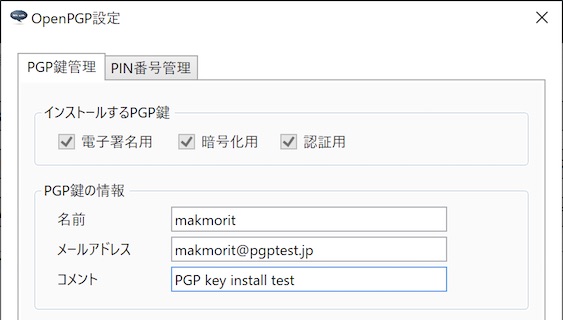 OpenPGP設定
PGP鍵管理 PIN番号管理
インストールするPGP鍵
電子署名用 暗号化用 認証用
PGP鍵の情報
名前 makmorit
メールアドレス makmorit@pgptest.jp
コメント PGP key install test